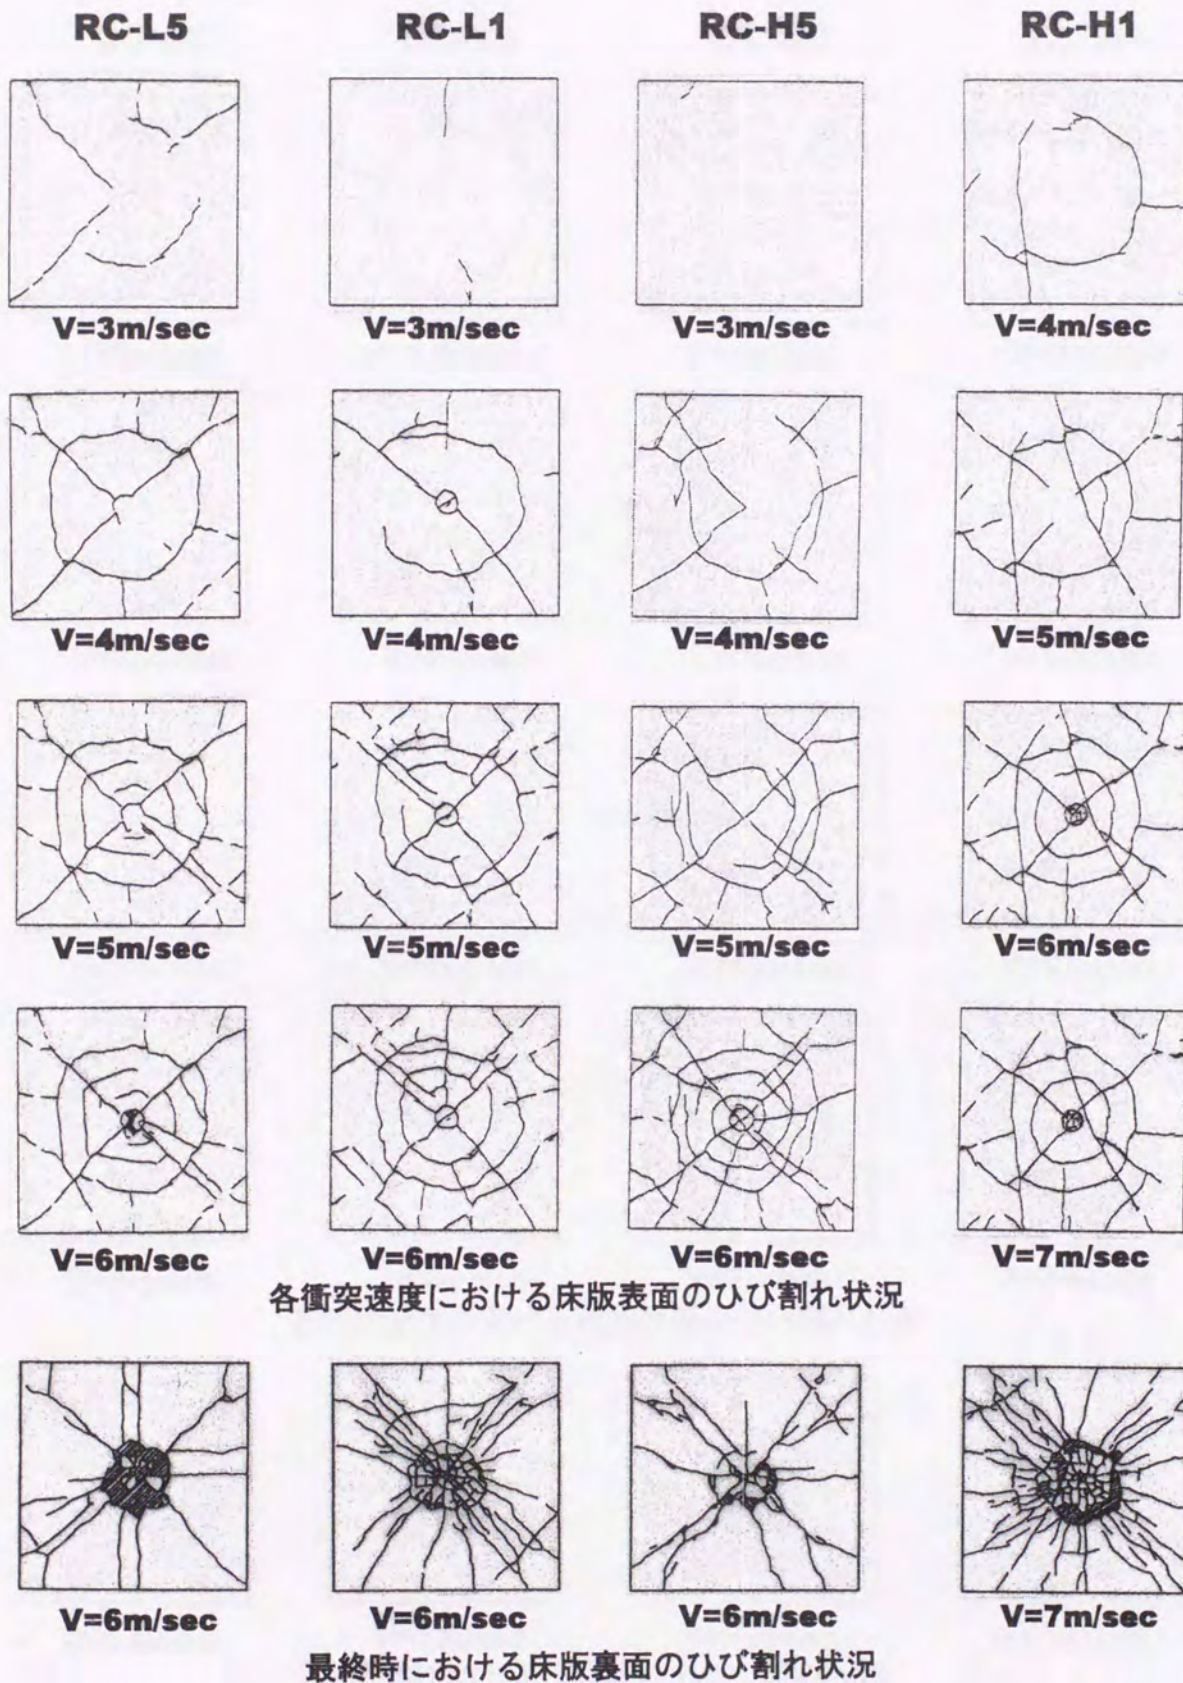 RC-L5 RC-L1 RC-H5 RC-H1
V=3m/sec V=3m/sec V=3m/sec V=4m/sec
V=4m/sec V=4m/sec V=4m/sec V=5m/sec
V=5m/sec V=5m/sec V=5m/sec V=6m/sec
V=6m/sec V=6m/sec V=6m/sec V=7m/sec
各衝突速度における床版表面のひび割れ状況
V=6m/sec V=6m/sec V=6m/sec V=7m/sec
最終時における床版裏面のひび割れ状況